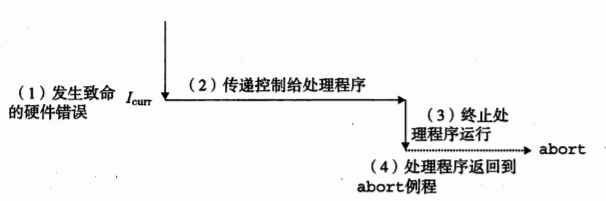 （1）发生致命
的硬件错误
Icurr
（2）传递控制给处理程序
（3）终止处
理程序运行
abort
（4）处理程序返回到
abort例程